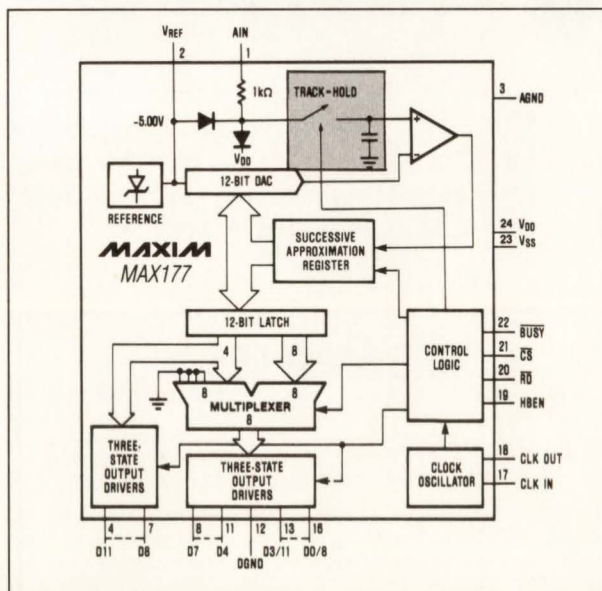 VREF AIN
2 1
1kΩ
TRACK-HOLD
3 AGND
-5.00V
VDD
+
-
12-BIT DAC
REFERENCE
24 VDD
23 VSS
MAXIM
MAX177
SUCCESSIVE
APPROXIMATION
REGISTER
12-BIT LATCH
22 BUSY
21 CS
20 RD
19 HBEN
CONTROL
LOGIC
4 8
8 8
MULTIPLEXER
8
THREE-
STATE
OUTPUT
DRIVERS
THREE-STATE
OUTPUT
DRIVERS
CLOCK
OSCILLATOR
18 CLK OUT
17 CLK IN
4 7 8 11 12 13 16
D11 D8 D7 D4 DGND D3/11 D0/8